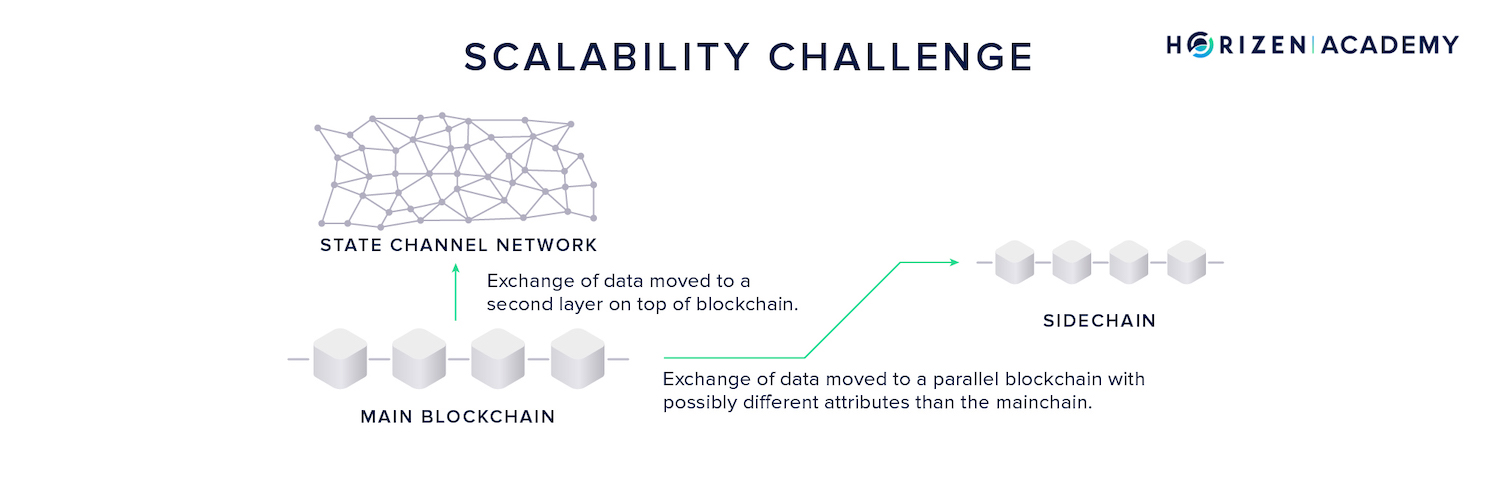 SCALABILITY CHALLENGE
HORIZEN | ACADEMY
STATE CHANNEL NETWORK
Exchange of data moved to a
second layer on top of blockchain.
SIDECHAIN
MAIN BLOCKCHAIN
Exchange of data moved to a parallel blockchain with
possibly different attributes than the mainchain.